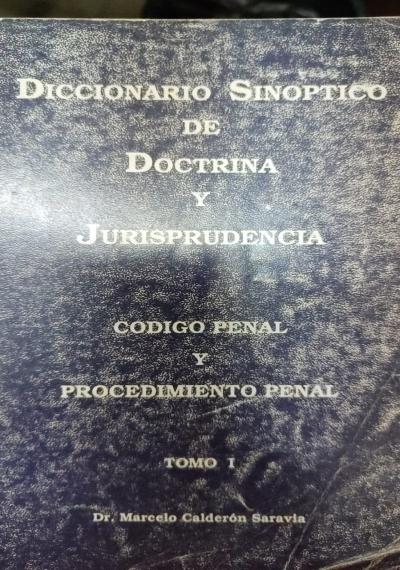 DICCIONARIO SINOPTICO
DE
DOCTRINA
Y
JURISPRUDENCIA
CODIGO PENAL
Y
PROCEDIMIENTO PENAL
TOMO I
Dr. Marcelo Calderón Saravia